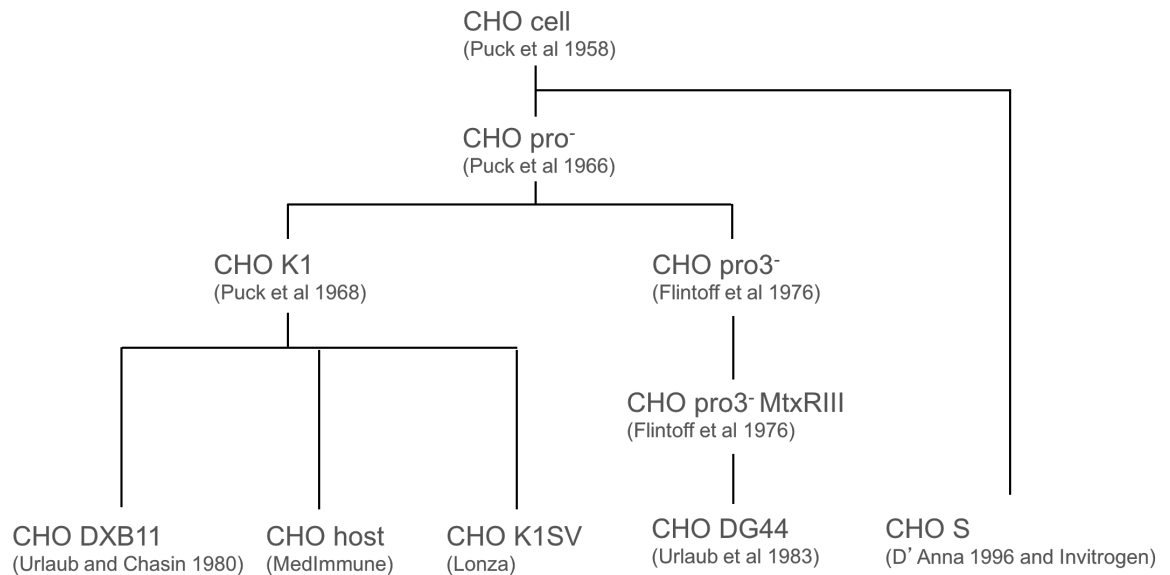 CHO cell
(Puck et al 1958)
CHO pro⁻
(Puck et al 1966)
CHO K1
(Puck et al 1968)
CHO pro3⁻
(Flintoff et al 1976)
CHO pro3⁻ MtxRIII
(Flintoff et al 1976)
CHO DXB11
(Urlaub and Chasin 1980)
CHO host
(MedImmune)
CHO K1SV
(Lonza)
CHO DG44
(Urlaub et al 1983)
CHO S
(D’ Anna 1996 and Invitrogen)